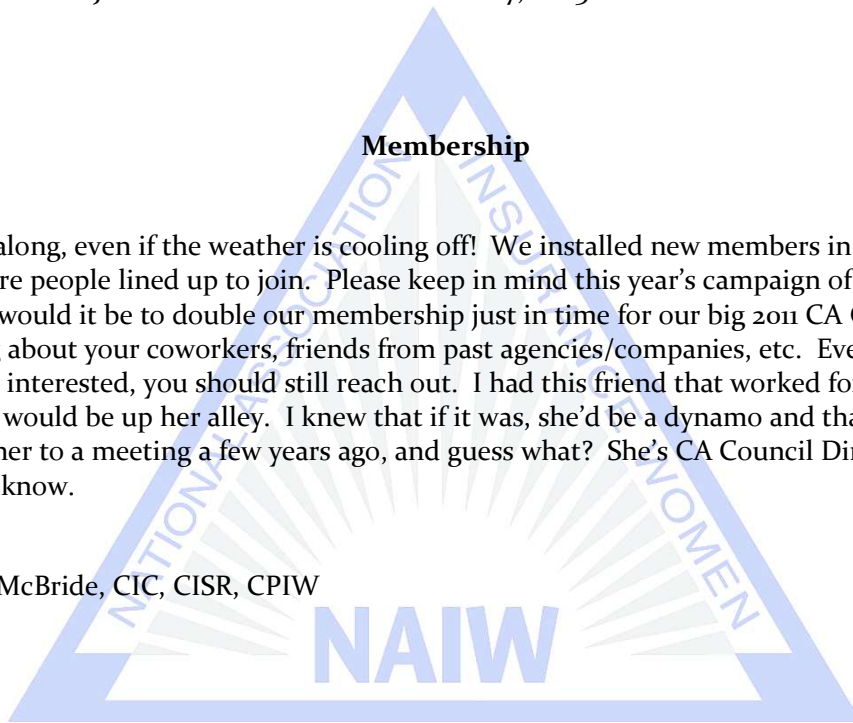 Membership
along, even if the weather is cooling off! We installed new members in
re people lined up to join. Please keep in mind this year's campaign of
would it be to double our membership just in time for our big 2011 CA
about your coworkers, friends from past agencies/companies, etc. Eve
interested, you should still reach out. I had this friend that worked for
would be up her alley. I knew that if it was, she'd be a dynamo and tha
her to a meeting a few years ago, and guess what? She's CA Council Di
know.
McBride, CIC, CISR, CPIW
NATIONAL ASSOCIATION
INSURANCE WOMEN
NAIW